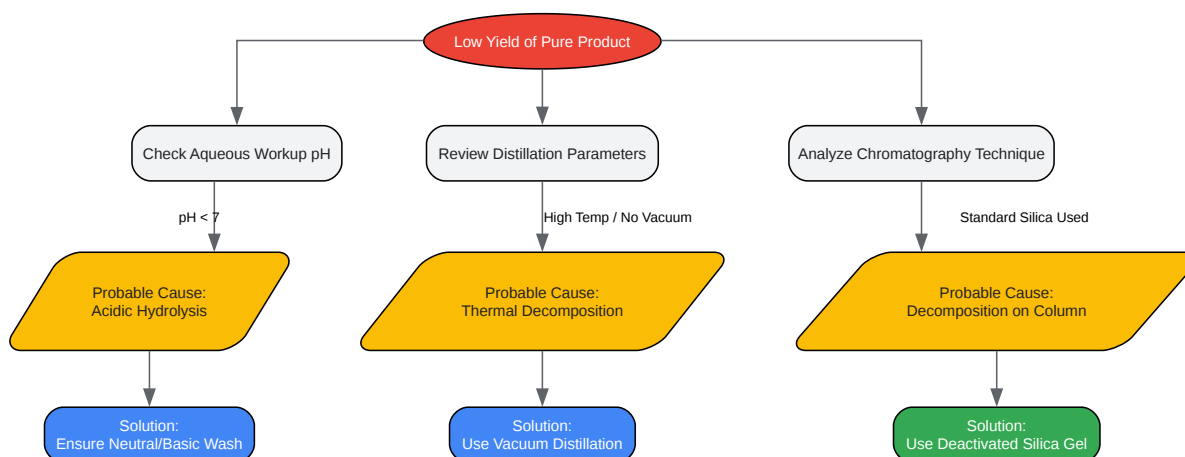 Low Yield of Pure Product
Check Aqueous Workup pH
Review Distillation Parameters
Analyze Chromatography Technique
pH < 7
High Temp / No Vacuum
Standard Silica Used
Probable Cause:
Acidic Hydrolysis
Probable Cause:
Thermal Decomposition
Probable Cause:
Decomposition on Column
Solution:
Ensure Neutral/Basic Wash
Solution:
Use Vacuum Distillation
Solution:
Use Deactivated Silica Gel